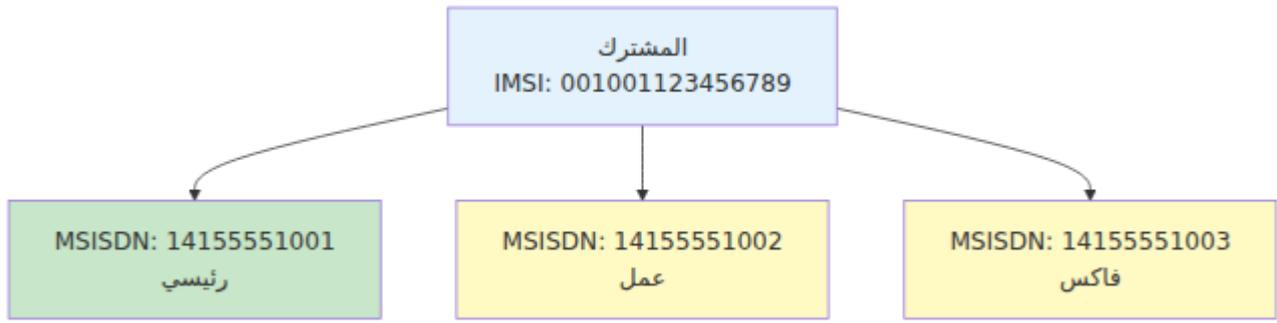 المشترك
IMSI: 001001123456789
MSISDN: 14155551001
رئيسي
MSISDN: 14155551002
عمل
MSISDN: 14155551003
فاكس